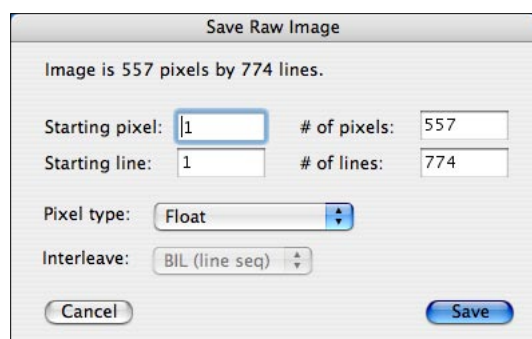 Save Raw Image
Image is 557 pixels by 774 lines.
Starting pixel: 1 # of pixels: 557
Starting line: 1 # of lines: 774
Pixel type: Float
Interleave: BIL (line seq)
Cancel Save